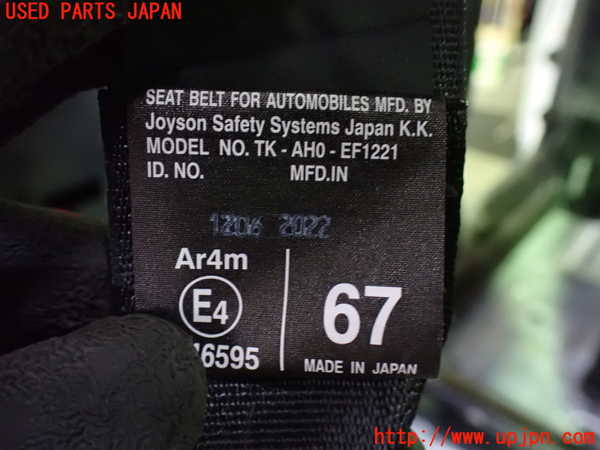 USED PARTS JAPAN
SEAT BELT FOR AUTOMOBILES MFD. BY
Joyson Safety Systems Japan K.K.
MODEL NO. TK - AH0 - EF1221
ID. NO. MFD.IN
2022
Ar4m
E4
6595
67
MADE IN JAPAN
http://www.upjpn.com/